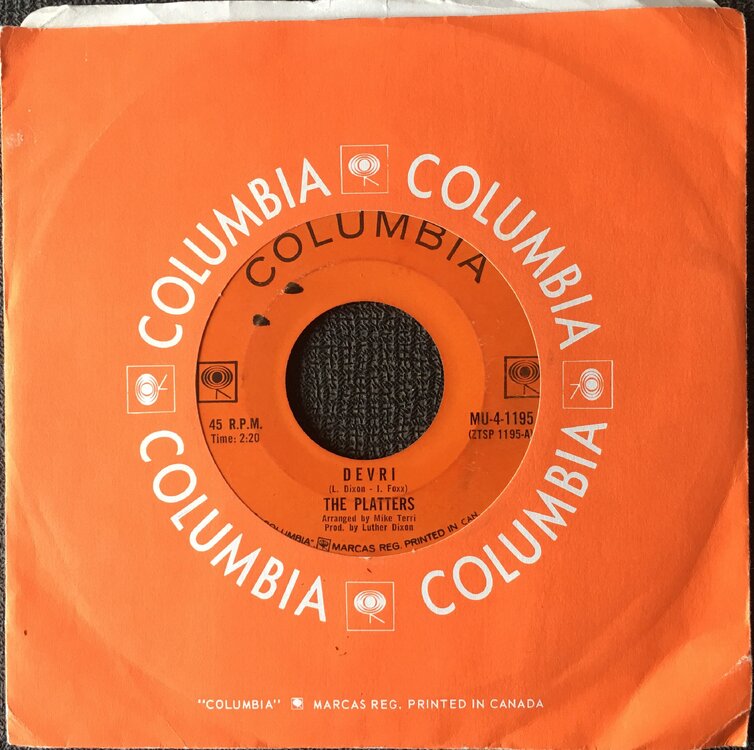 COLUMBIA
COLUMBIA
COLUMBIA
COLUMBIA
COLUMBIA
45 R.P.M.
Time: 2:20
MU-4-1195
(ZTSP 1195-A)
DEVRI
(L. Dixon - I. Foxx)
THE PLATTERS
Arranged by Mike Terri
Prod. by Luther Dixon
COLUMBIA" MARCAS REG. PRINTED IN CAN
"COLUMBIA" MARCAS REG. PRINTED IN CANADA